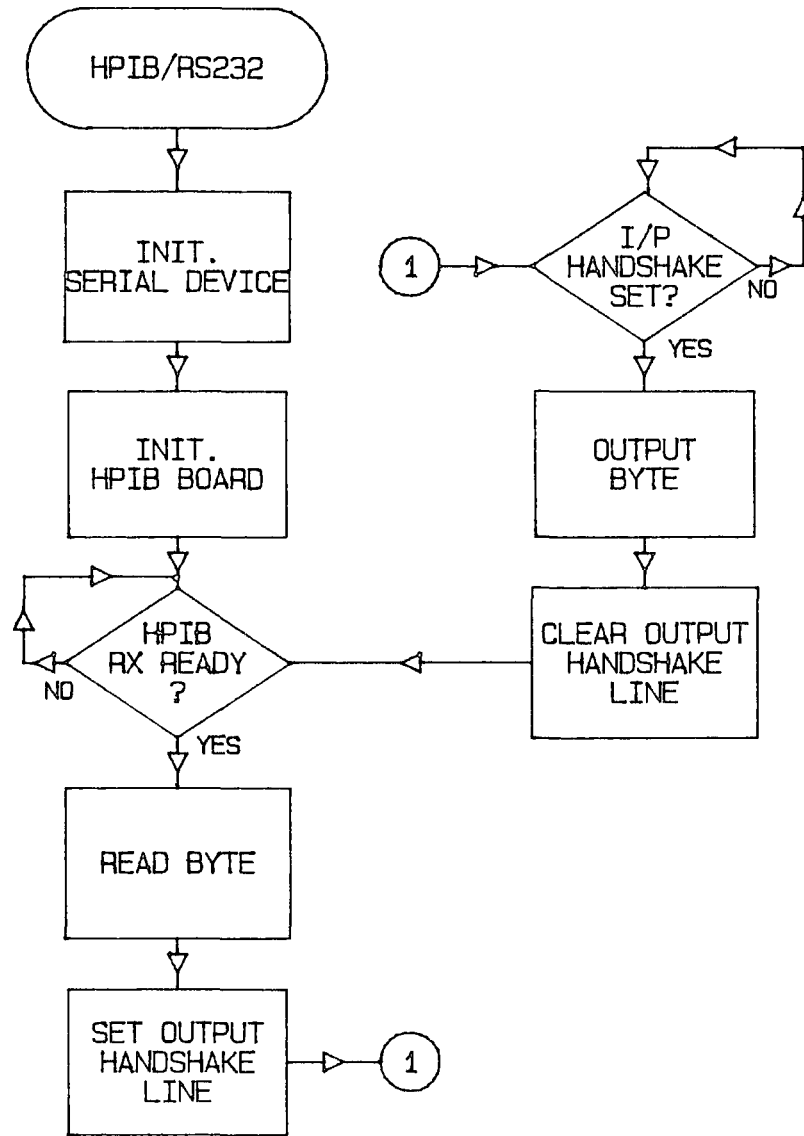 HPIB/RS232
INIT.
SERIAL DEVICE
INIT.
HPIB BOARD
HPIB
RX READY
?
NO
YES
READ BYTE
SET OUTPUT
HANDSHAKE
LINE
1
1
I/P
HANDSHAKE
SET?
NO
YES
OUTPUT
BYTE
CLEAR OUTPUT
HANDSHAKE
LINE